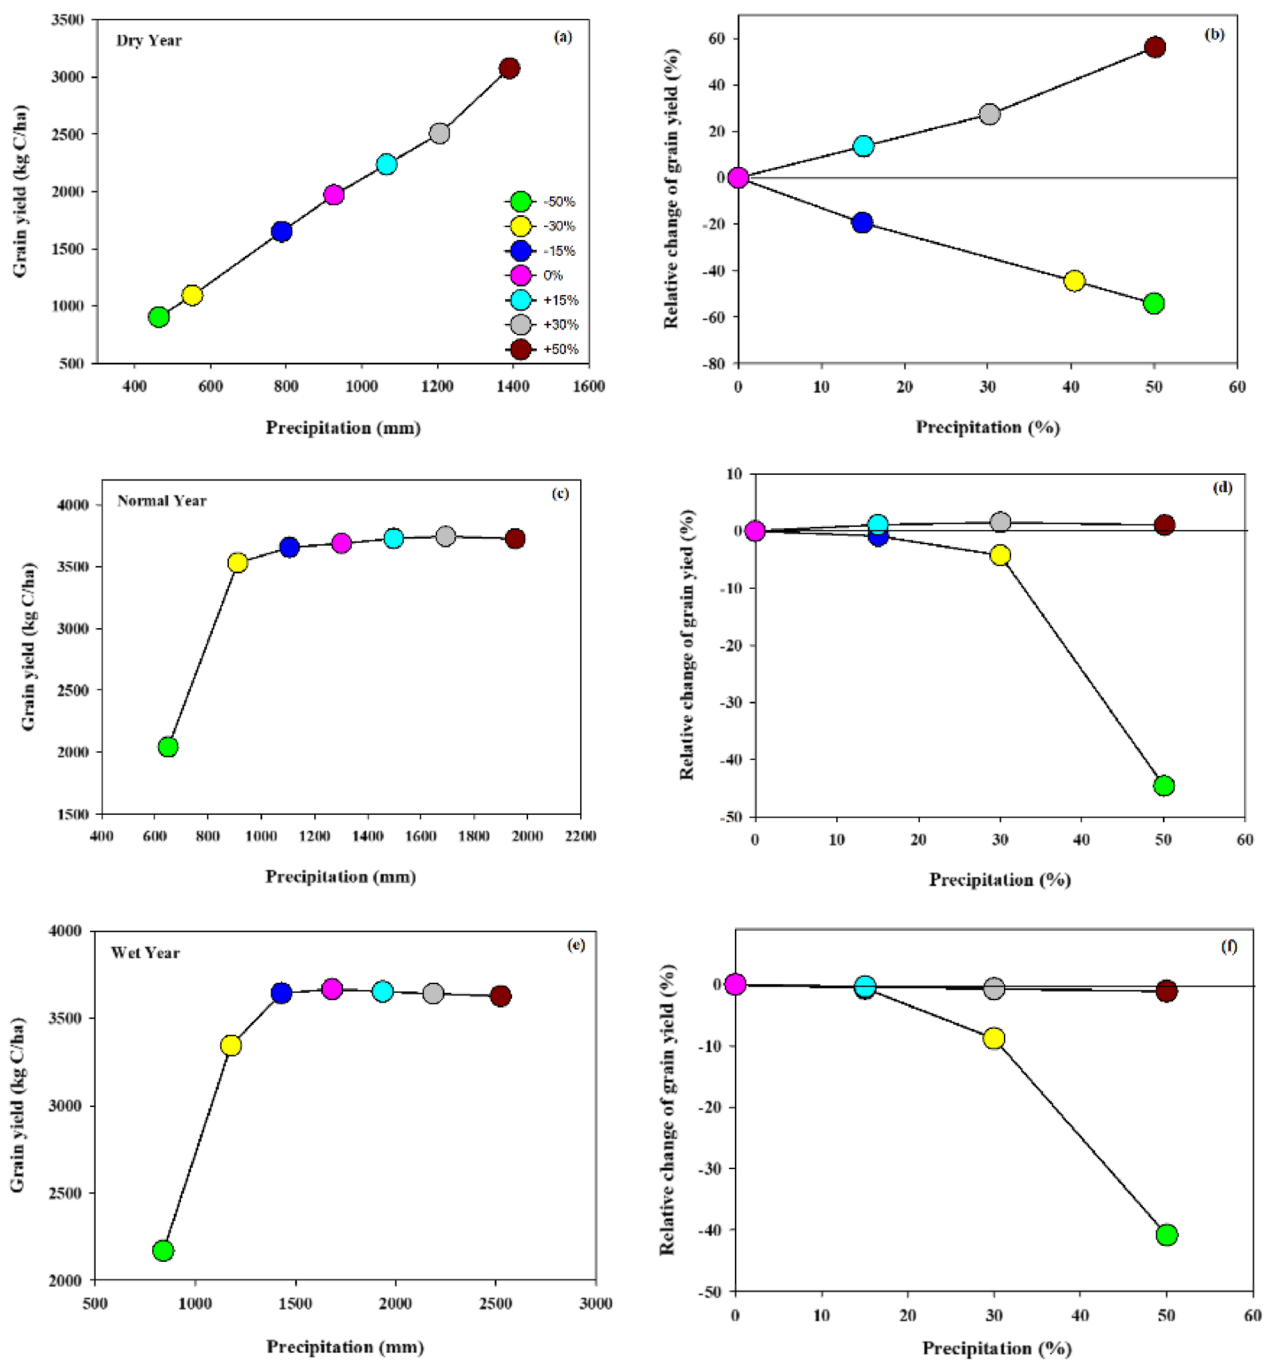 Dry Year
(a)
3500
3000
2500
2000
1500
1000
500
Grain yield (kg C/ha)
-50%
-30%
-15%
0%
+15%
+30%
+50%
400 600 800 1000 1200 1400 1600
Precipitation (mm)
(b)
60
40
20
0
-20
-40
-60
-80
Relative change of grain yield (%)
0 10 20 30 40 50 60
Precipitation (%)
Normal Year
(c)
4000
3500
3000
2500
2000
1500
Grain yield (kg C/ha)
400 600 800 1000 1200 1400 1600 1800 2000 2200
Precipitation (mm)
(d)
10
0
-10
-20
-30
-40
-50
Relative change of grain yied (%)
0 10 20 30 40 50 60
Precipitation (%)
Wet Year
(e)
4000
3500
3000
2500
2000
Grain yield (kg C/ha)
500 1000 1500 2000 2500 3000
Precipitation (mm)
(f)
0
-10
-20
-30
-40
-50
Relative change of grain yield (%)
0 10 20 30 40 50 60
Precipitation (%)